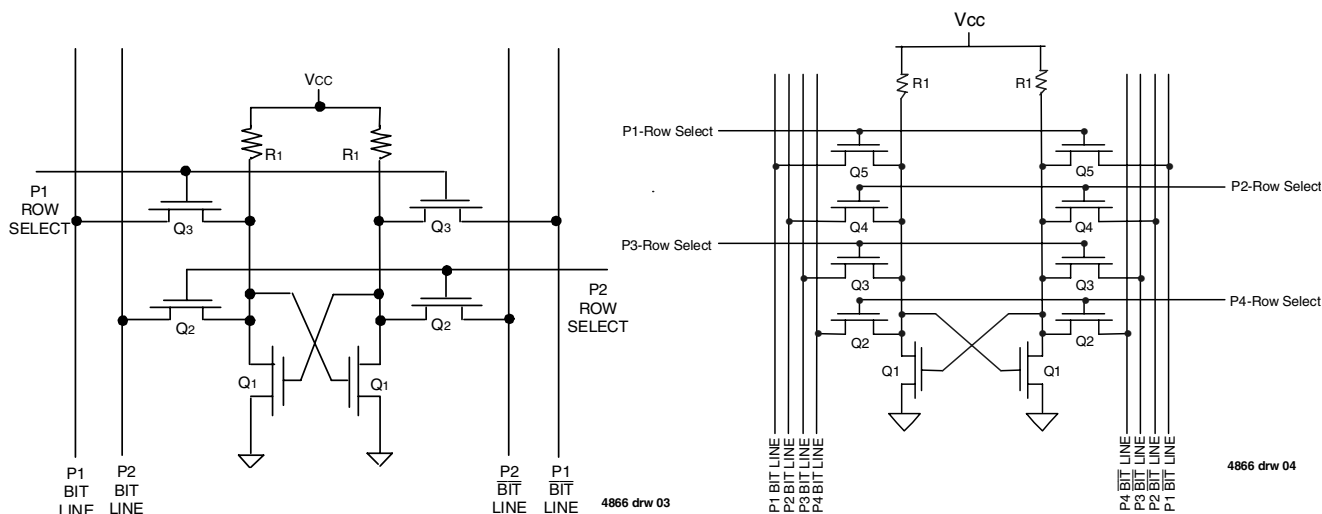 VCC
R1
R1
P1
ROW
SELECT
Q3
Q3
Q2
Q2
P2
ROW
SELECT
Q1
Q1
P1
BIT
LINE
P2
BIT
LINE
P2
BIT
LINE
P1
BIT
LINE
4866 drw 03
Vcc
R1
R1
P1-Row Select
Q5
Q5
P2-Row Select
Q4
Q4
P3-Row Select
Q3
Q3
P4-Row Select
Q2
Q2
Q1
Q1
P1 BIT LINE
P2 BIT LINE
P3 BIT LINE
P4 BIT LINE
P4 BIT LINE
P3 BIT LINE
P2 BIT LINE
P1 BIT LINE
4866 drw 04